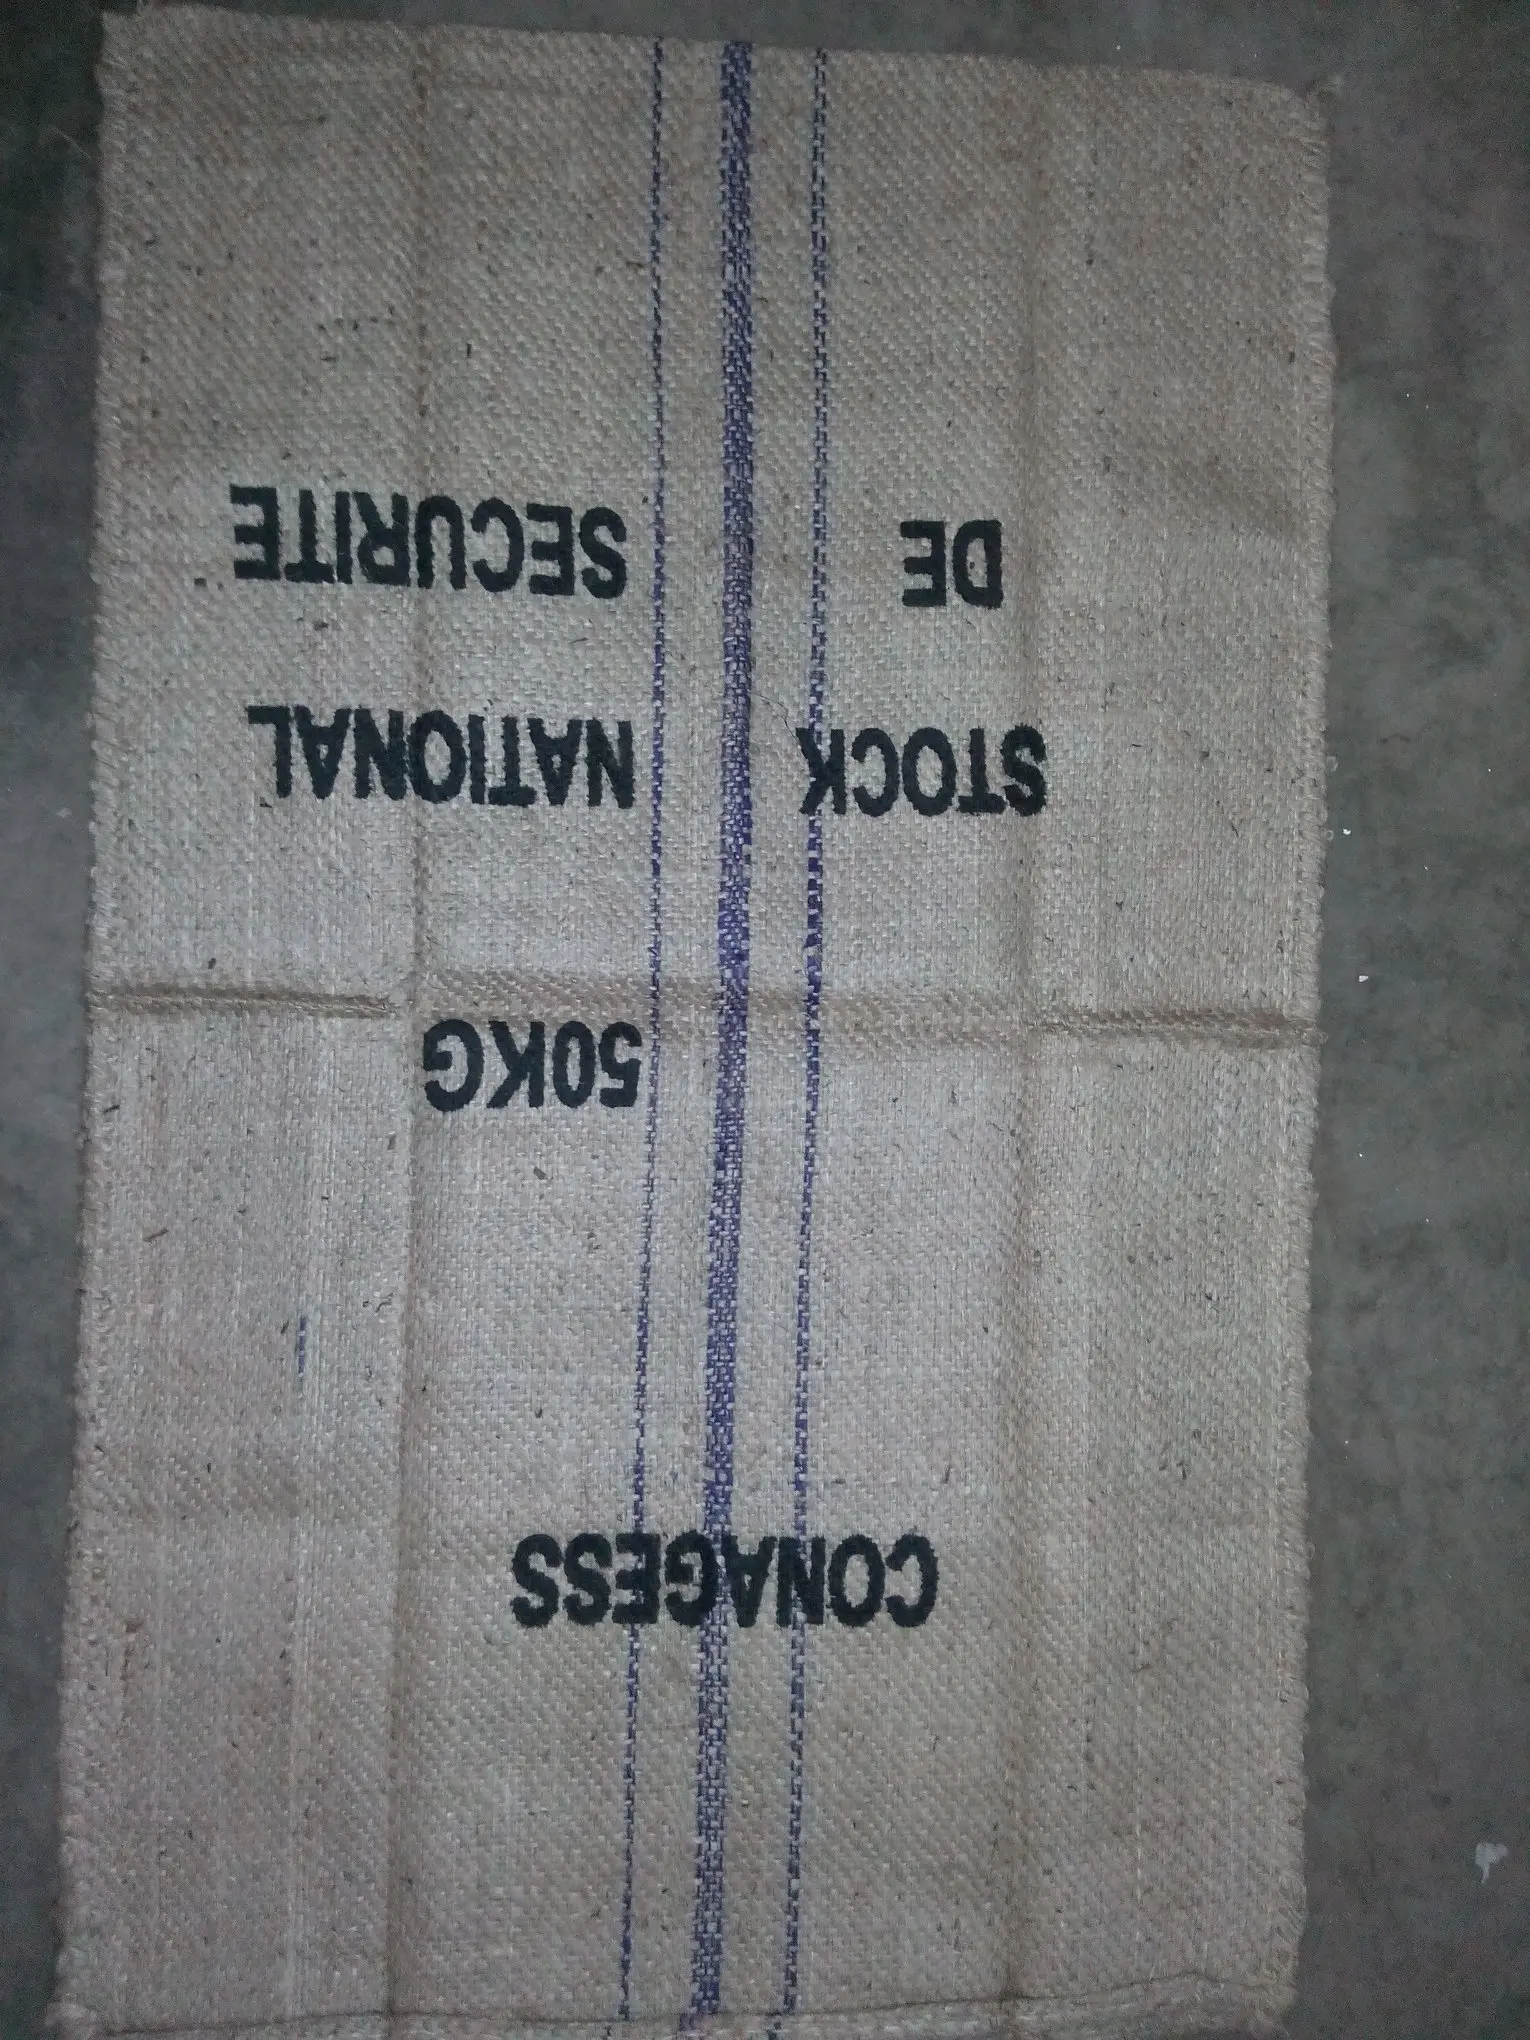 CONAGESS
50KG
STOCK NATIONAL
DE SECURITE